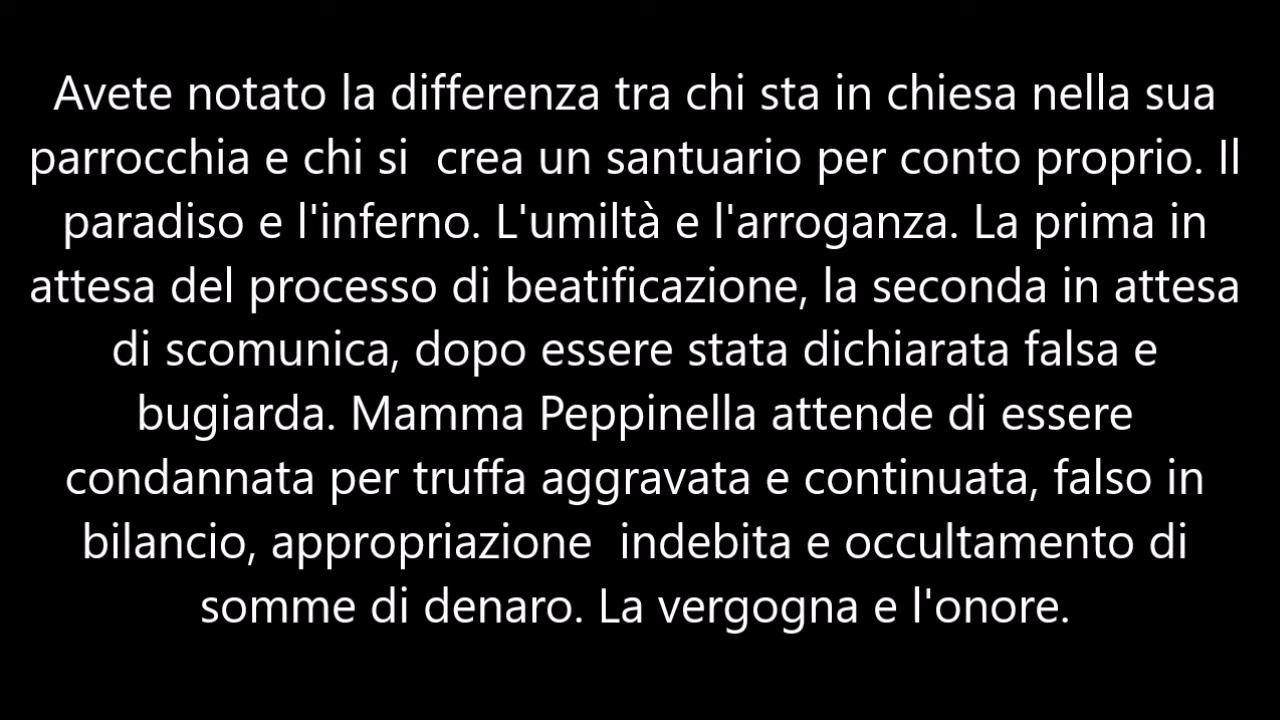 Avete notato la differenza tra chi sta in chiesa nella sua
parrocchia e chi si  crea un santuario per conto proprio. Il
paradiso e l'inferno. L'umiltà e l'arroganza. La prima in
attesa del processo di beatificazione, la seconda in attesa
di scomunica, dopo essere stata dichiarata falsa e
bugiarda. Mamma Peppinella attende di essere
condannata per truffa aggravata e continuata, falso in
bilancio, appropriazione  indebita e occultamento di
somme di denaro. La vergogna e l'onore.